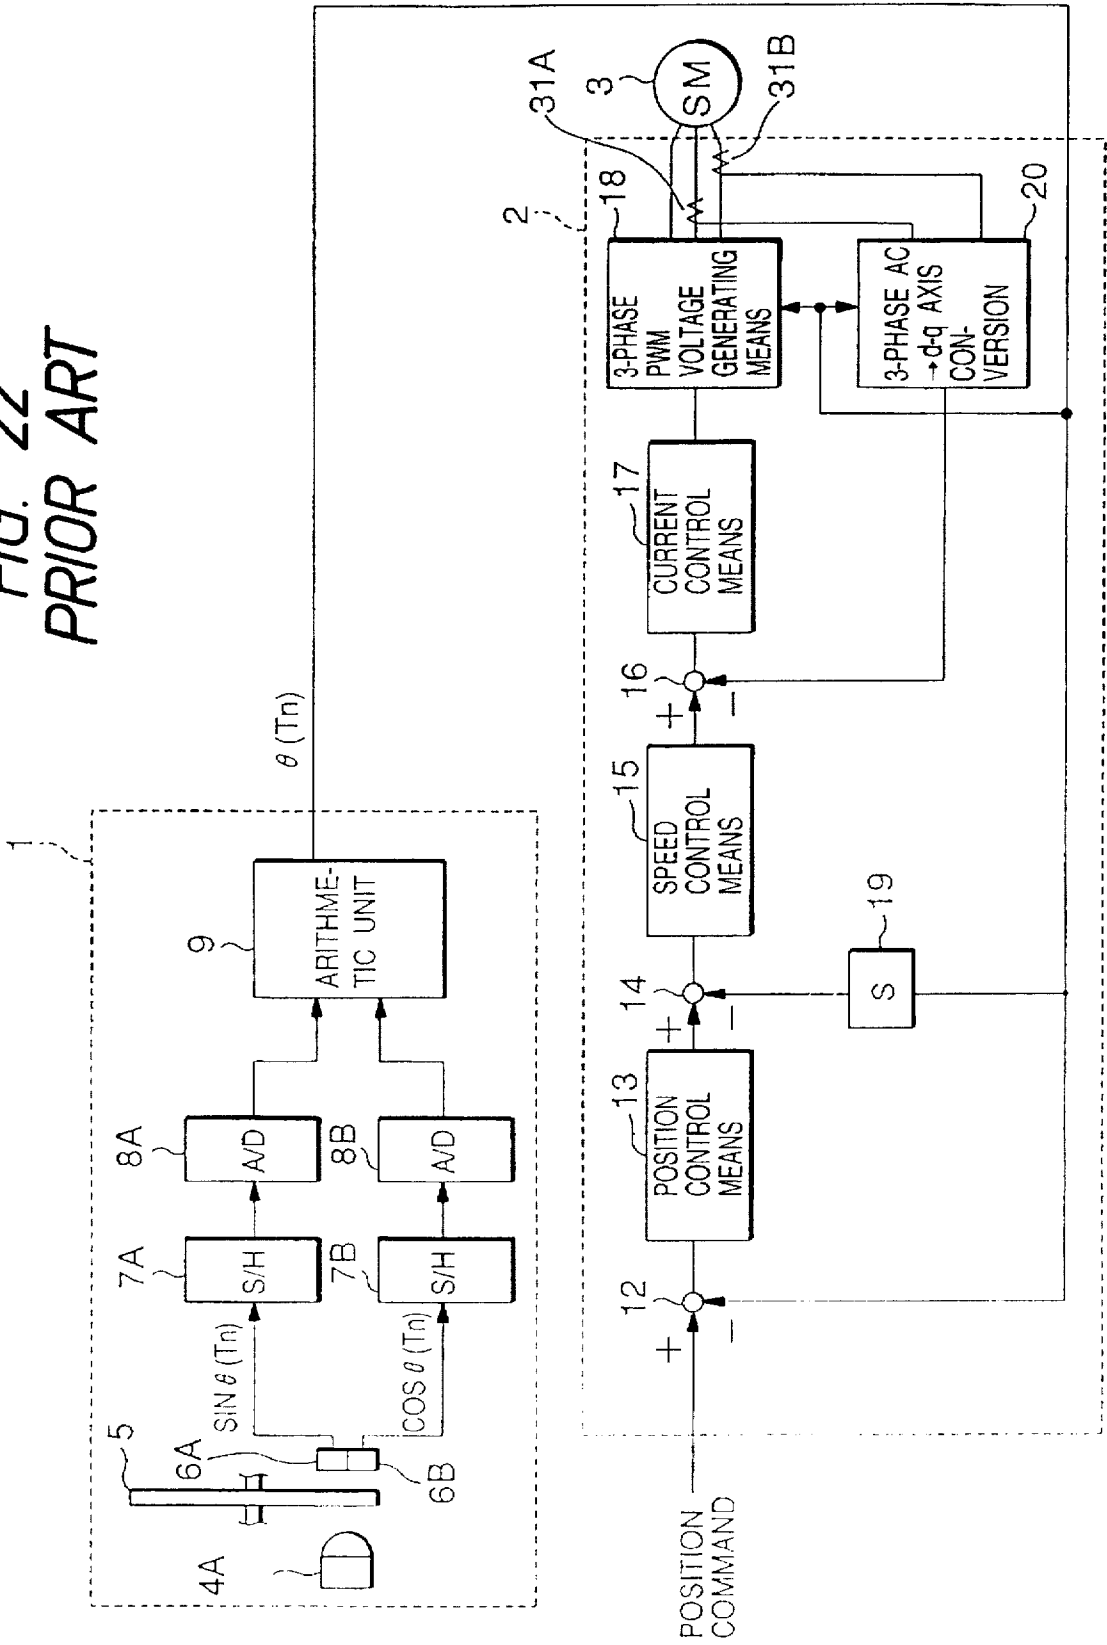 FIG. 22
PRIOR ART
1
4A
5
6A
6B
SIN θ (Tn)
COS θ (Tn)
7A
S/H
7B
S/H
8A
A/D
8B
A/D
9
ARITHME-
TIC UNIT
θ (Tn)
2
POSITION
COMMAND
+
−
12
13
POSITION
CONTROL
MEANS
+
−
14
S
19
15
SPEED
CONTROL
MEANS
+
−
16
17
CURRENT
CONTROL
MEANS
18
3-PHASE
PWM
VOLTAGE
GENERATING
MEANS
3-PHASE AC
→d-q AXIS
CON-
VERSION
20
31A
31B
3
SM